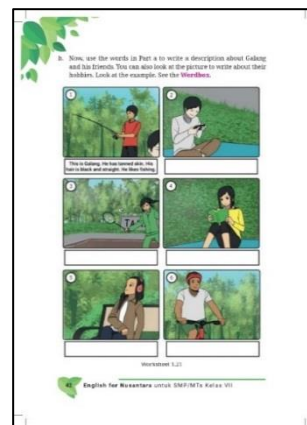 b. Now, use the words in Part a to write a description about Galang
and his friends. You can also look at the picture to write about their
hobbies. Look at the example. See the Wordbox.
1
2
This is Galang. He has tanned skin. His
hair is black and straight. He likes fishing.
3
4
5
6
Worksheet 1.21
English for Nusantara untuk SMP/MTs Kelas VII